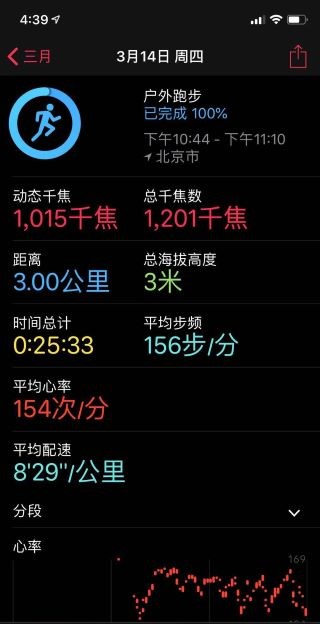 4:39
三月
3月14日 周四
户外跑步
已完成 100%
下午10:44 - 下午11:10
北京市
动态千焦
总千焦数
1,015千焦
1,201千焦
距离
总海拔高度
3.00公里
3米
时间总计
平均步频
0:25:33
156步/分
平均心率
154次/分
平均配速
8'29"/公里
分段
心率
169